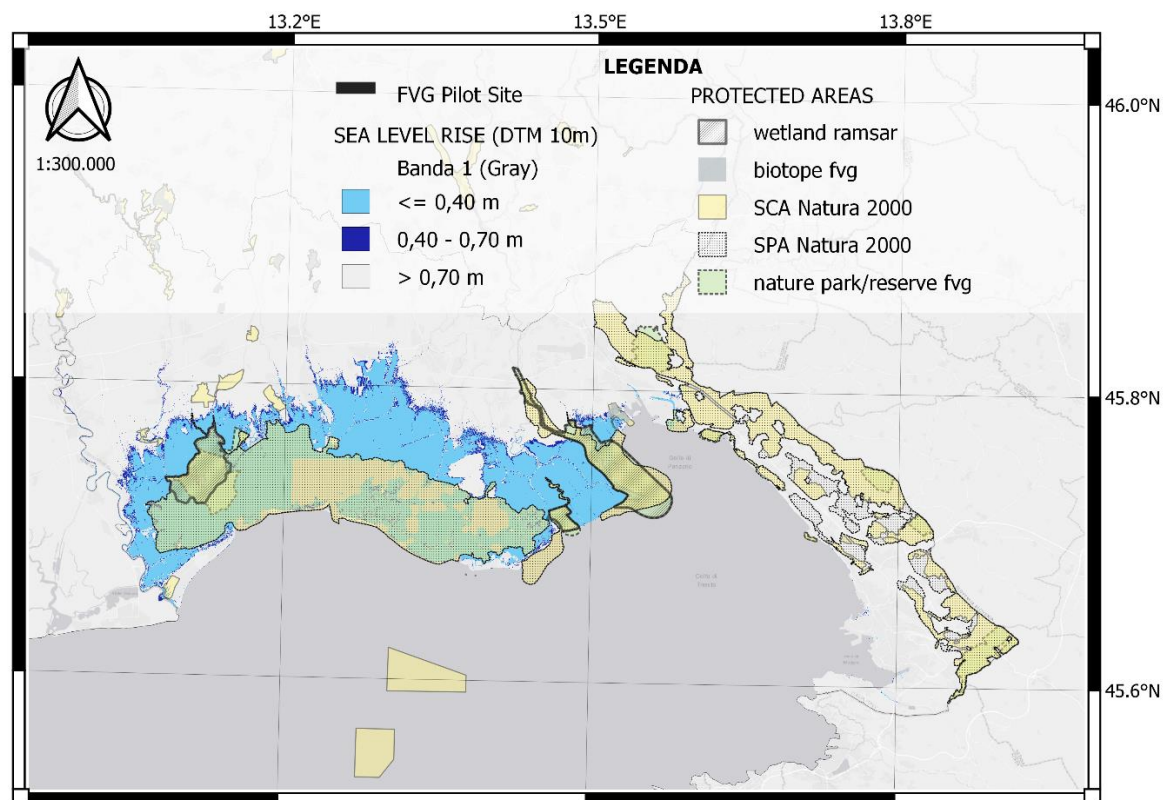 13.2°E 13.5°E 13.8°E
LEGENDA
FVG Pilot Site
SEA LEVEL RISE (DTM 10m)
Banda 1 (Gray)
<= 0,40 m
0,40 - 0,70 m
> 0,70 m
PROTECTED AREAS
wetland ramsar
biotope fvg
SCA Natura 2000
SPA Natura 2000
nature park/reserve fvg
1:300.000
46.0°N
45.8°N
45.6°N